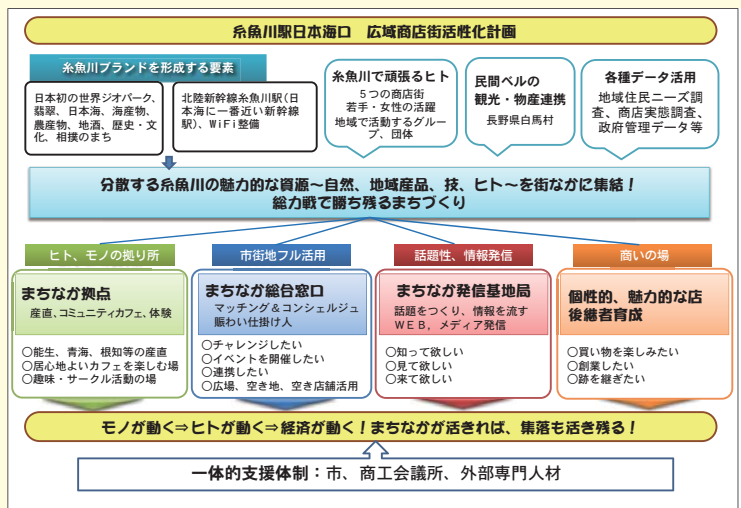 糸魚川駅日本海口　広域商店街活性化計画
糸魚川ブランドを形成する要素
日本初の世界ジオパーク、
翡翠、日本海、海産物、
農産物、地酒、歴史・文
化、相撲のまち
北陸新幹線糸魚川駅(日
本海に一番近い新幹線
駅)、WiFi整備
糸魚川で頑張るヒト
５つの商店街
若手・女性の活躍
地域で活動するグルー
プ、団体
民間ベルの
観光・物産連携
長野県白馬村
各種データ活用
地域住民ニーズ調
査、商店実態調査、
政府管理データ等
分散する糸魚川の魅力的な資源～自然、地域産品、技、ヒト～を街なかに集結！
総力戦で勝ち残るまちづくり
ヒト、モノの拠り所
まちなか拠点
産直、コミュニティカフェ、体験
○能生、青海、根知等の産直
○居心地よいカフェを楽しむ場
○趣味・サークル活動の場
市街地フル活用
まちなか総合窓口
マッチング＆コンシェルジュ
賑わい仕掛け人
○チャレンジしたい
○イベントを開催したい
○連携したい
○広場、空き地、空き店舗活用
話題性、情報発信
まちなか発信基地局
話題をつくり、情報を流す
ＷＥＢ，メディア発信
○知って欲しい
○見て欲しい
○来て欲しい
商いの場
個性的、魅力的な店
後継者育成
○買い物を楽しみたい
○創業したい
○跡を継ぎたい
モノが動く⇒ヒトが動く⇒経済が動く！まちなかが活きれば、集落も活き残る！
一体的支援体制：市、商工会議所、外部専門人材